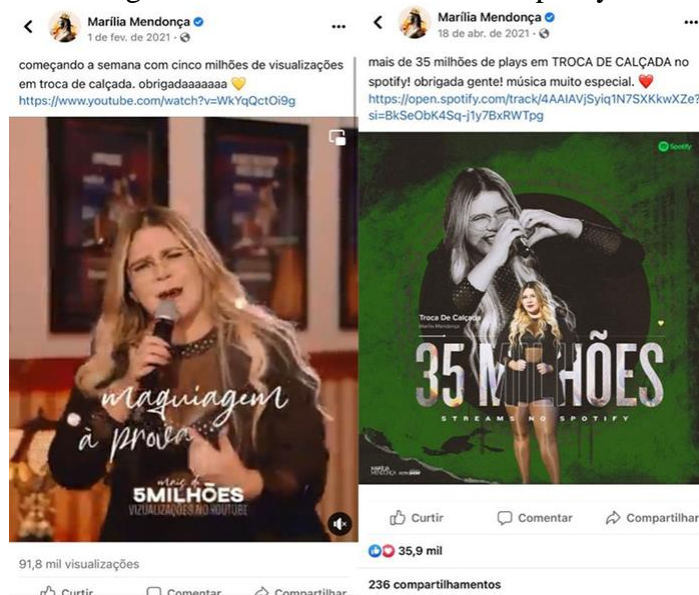 Marília Mendonça
1 de fev. de 2021 ·
começando a semana com cinco milhões de visualizações
em troca de calçada. obrigadaaaaaaa
https://www.youtube.com/watch?v=WkYqQctOi9g
maquiagem
à prova
mais de
5MILHÕES
VIZUALIZAÇÕES NO YOUTUBE
91,8 mil visualizações
Curtir
Comentar
Compartilhar
Marília Mendonça
18 de abr. de 2021 ·
mais de 35 milhões de plays em TROCA DE CALÇADA no
spotify! obrigada gente! música muito especial.
https://open.spotify.com/track/4AAIAVjSyiq1N7SXKkwXZe?
si=BkSeObK4Sq-j1y7BxRWTpg
Spotify
Troca De Calçada
Marília Mendonça
35 MILHÕES
STREAMS NO SPOTIFY
MARÍLIA
MENDONÇA
Curtir
Comentar
Compartilhar
35,9 mil
236 compartilhamentos